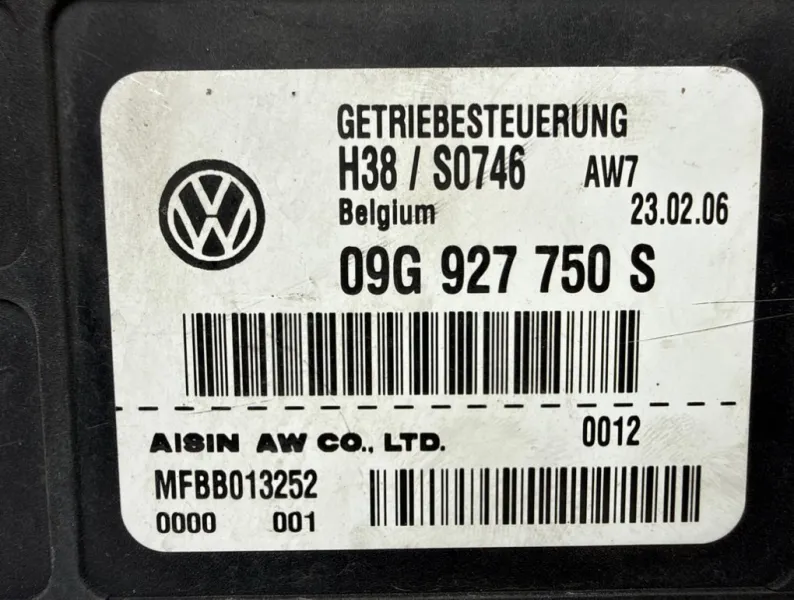 GETRIEBESTEUERUNG
H38 / S0746 AW7
Belgium 23.02.06
09G 927 750 S
AISIN AW CO., LTD. 0012
MFBB013252
0000 001